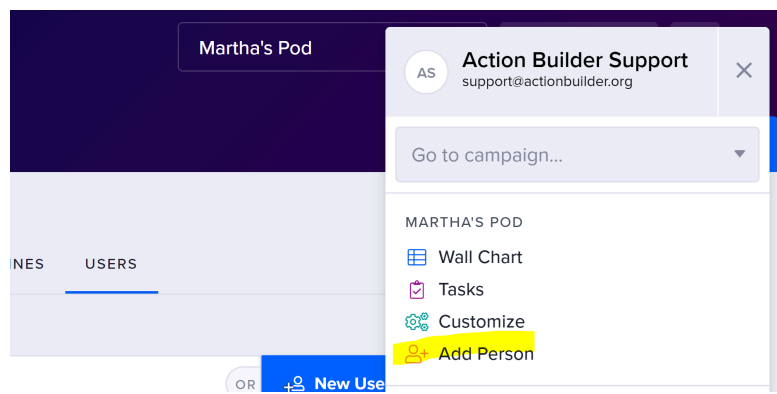 Martha's Pod
AS
Action Builder Support
support@actionbuilder.org
Go to campaign...
MARTHA'S POD
Wall Chart
Tasks
Customize
Add Person
INES
USERS
OR
New Use